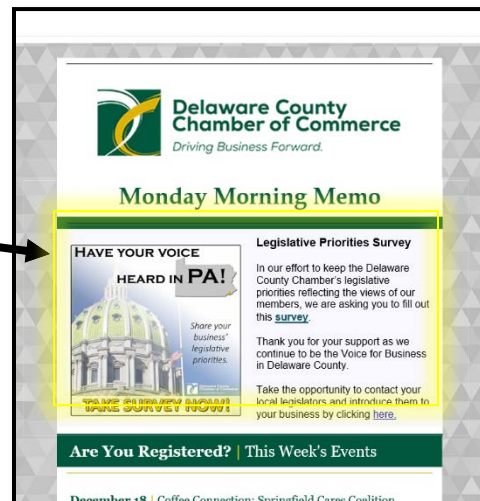 Delaware County
Chamber of Commerce
Driving Business Forward.
Monday Morning Memo
HAVE YOUR VOICE
HEARD IN PA!
Share your
business'
legislative
priorities.
Delaware County
Chamber of Commerce
TAKE SURVEY NOW!
Legislative Priorities Survey
In our effort to keep the Delaware
County Chamber's legislative
priorities reflecting the views of our
members, we are asking you to fill out
this survey.
Thank you for your support as we
continue to be the Voice for Business
in Delaware County.
Take the opportunity to contact your
local legislators and introduce them to
your business by clicking here.
Are You Registered? | This Week's Events
December 18 | Coffee Connection: Springfield Cares Coalition